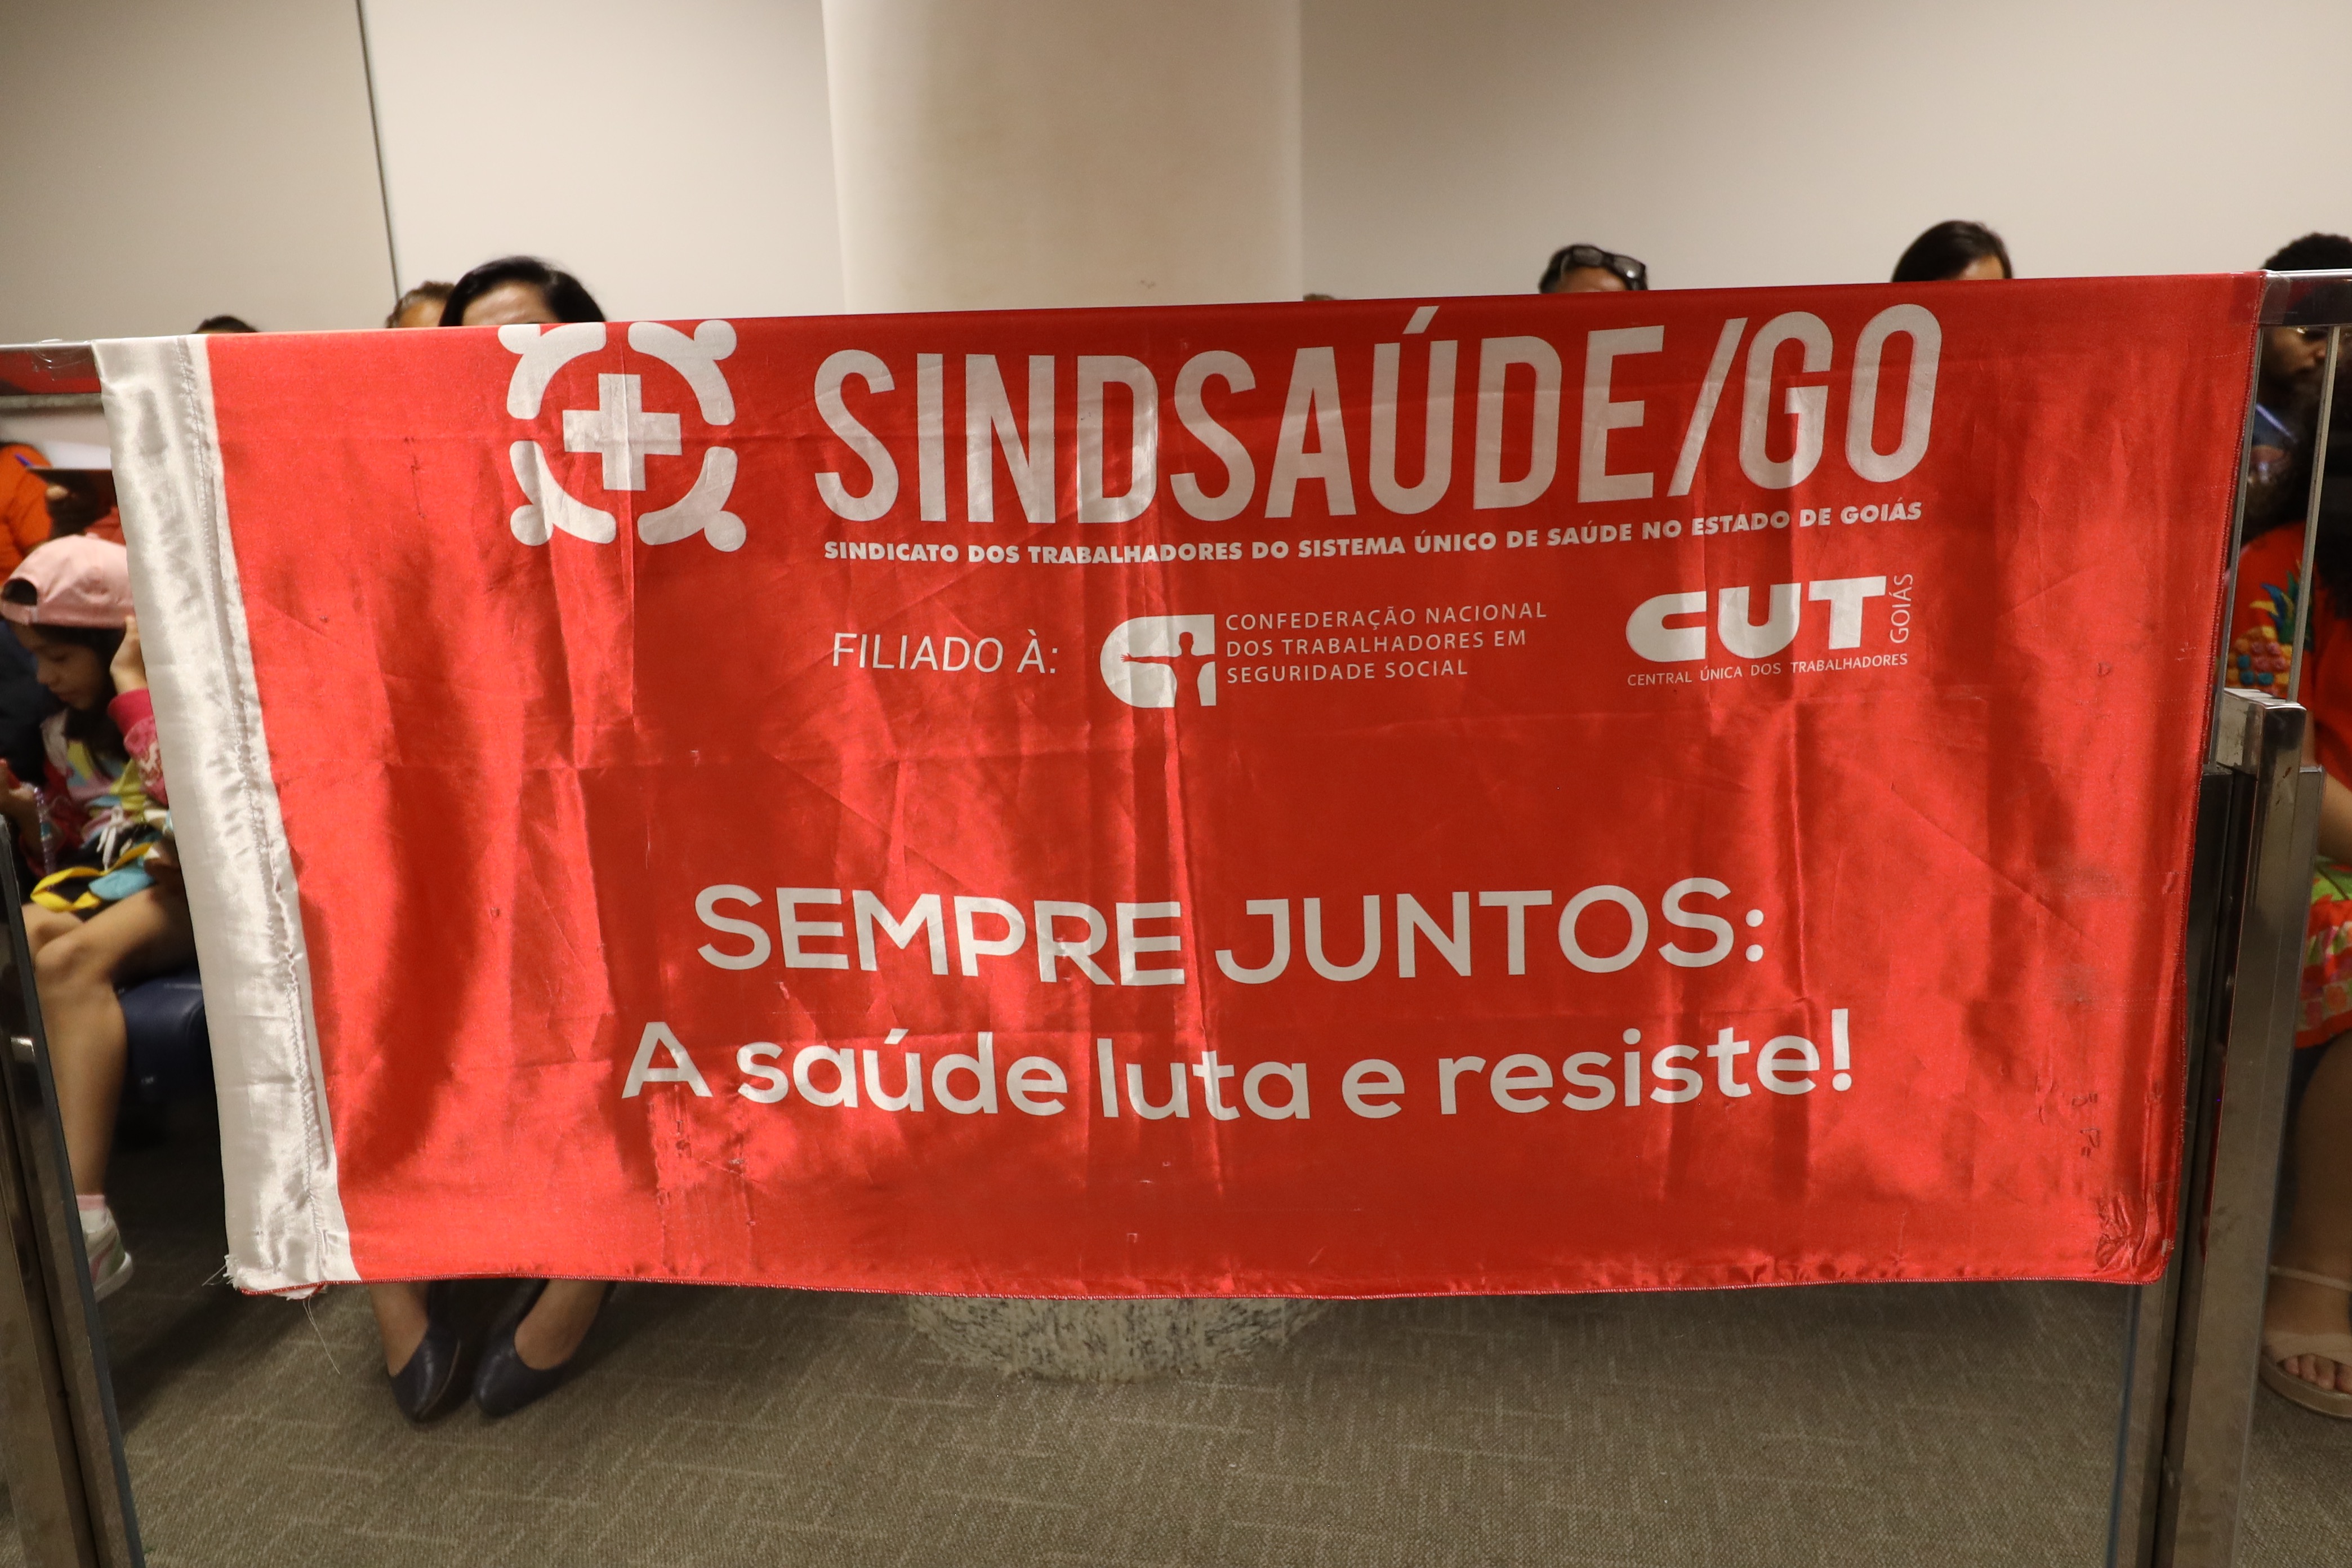 SINDSAÚDE/GO
SINDICATO DOS TRABALHADORES DO SISTEMA ÚNICO DE SAÚDE NO ESTADO DE GOIÁS
FILIADO À:
CONFEDERAÇÃO NACIONAL
DOS TRABALHADORES EM
SEGURIDADE SOCIAL
CUT
GOIÁS
CENTRAL ÚNICA DOS TRABALHADORES
SEMPRE JUNTOS:
A saúde luta e resiste!